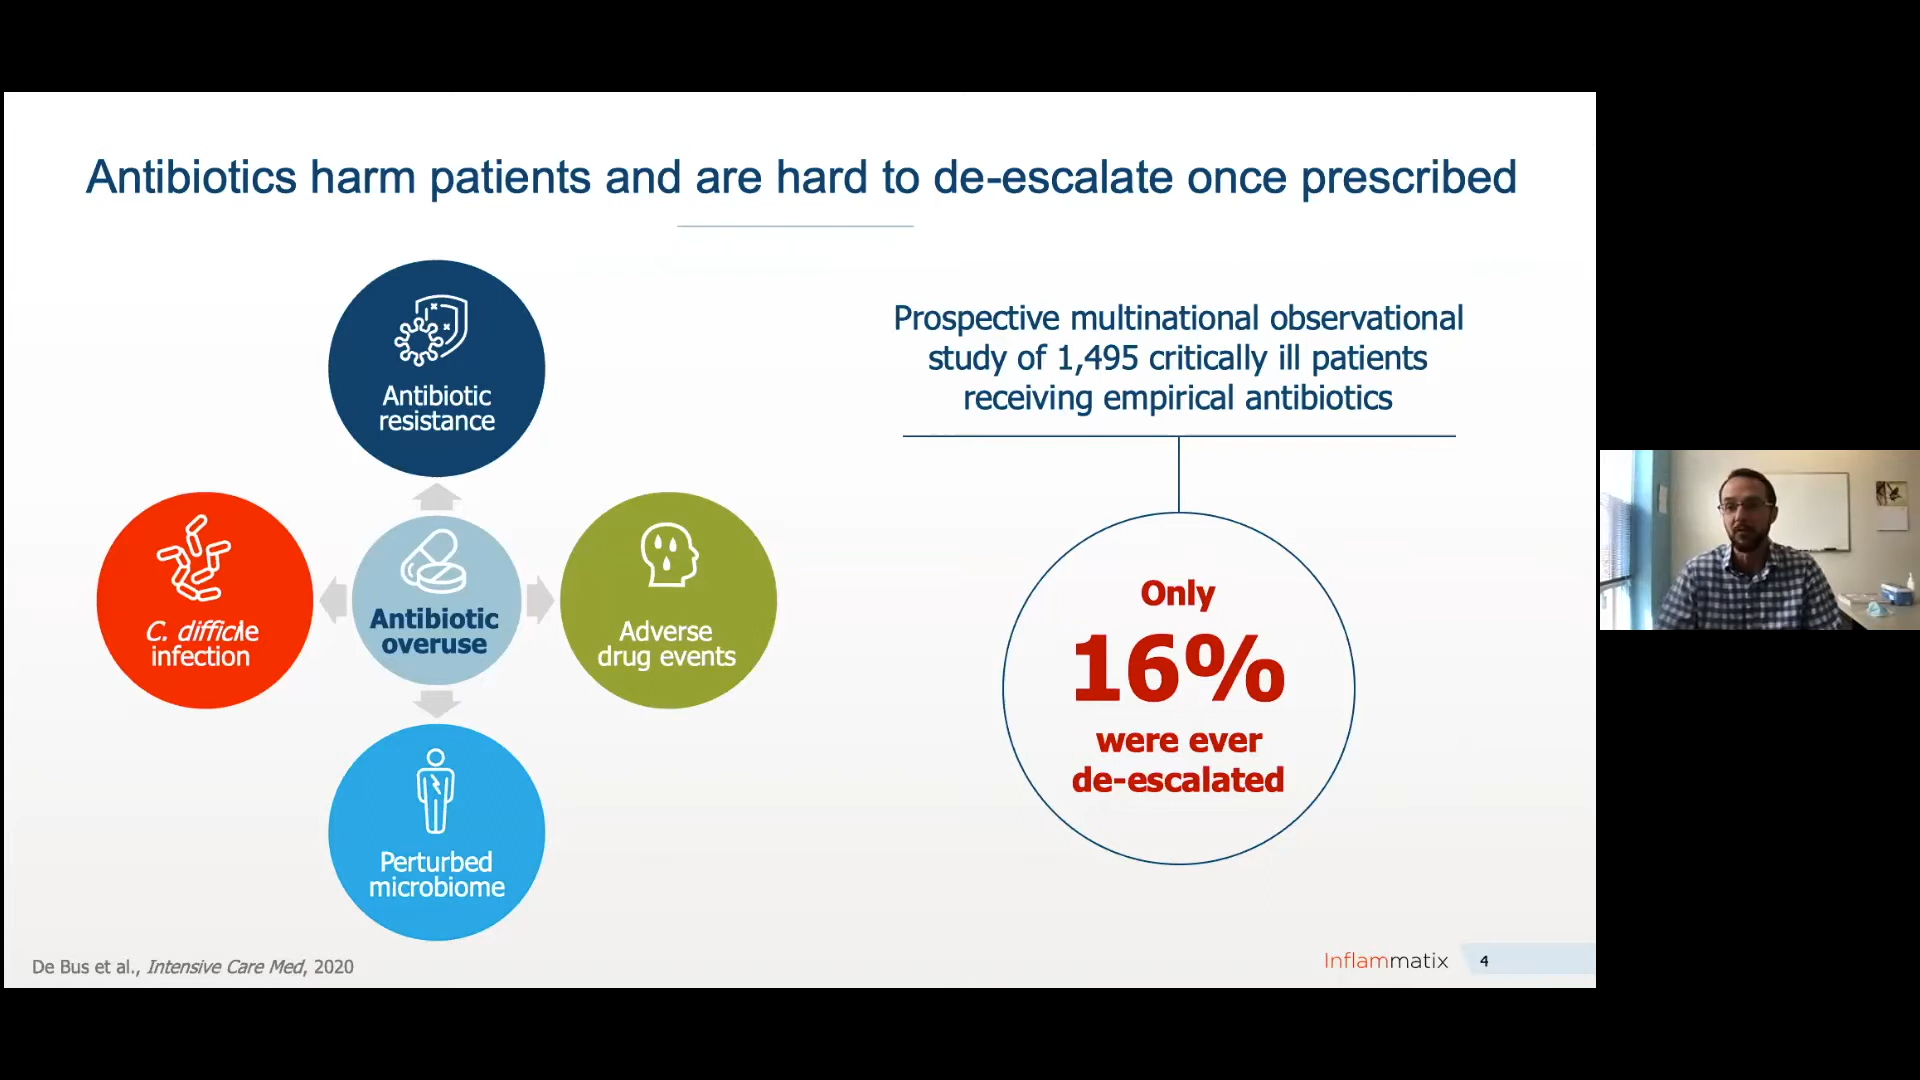 Antibiotics harm patients and are hard to de-escalate once prescribed
Antibiotic
resistance
C. difficile
infection
Antibiotic
overuse
Adverse
drug events
Perturbed
microbiome
Prospective multinational observational
study of 1,495 critically ill patients
receiving empirical antibiotics
Only
16%
were ever
de-escalated
De Bus et al., Intensive Care Med, 2020
Inflammatix
4